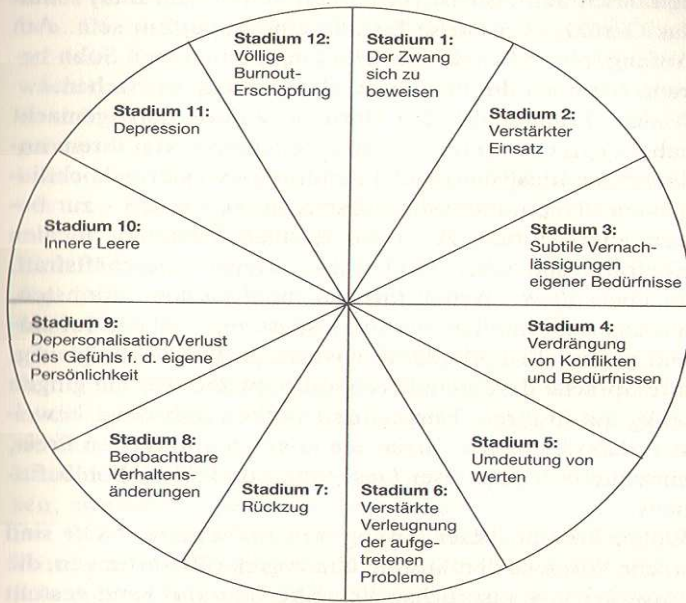 Stadium 1:
Der Zwang
sich zu
beweisen
Stadium 2:
Verstärkter
Einsatz
Stadium 3:
Subtile Vernach-
lässigungen
eigener Bedürfnisse
Stadium 4:
Verdrängung
von Konflikten
und Bedürfnissen
Stadium 5:
Umdeutung von
Werten
Stadium 6:
Verstärkte
Verleugnung
der aufge-
tretenen
Probleme
Stadium 7:
Rückzug
Stadium 8:
Beobachtbare
Verhaltens-
änderungen
Stadium 9:
Depersonalisation/Verlust
des Gefühls f. d. eigene
Persönlichkeit
Stadium 10:
Innere Leere
Stadium 11:
Depression
Stadium 12:
Völlige
Burnout-
Erschöpfung